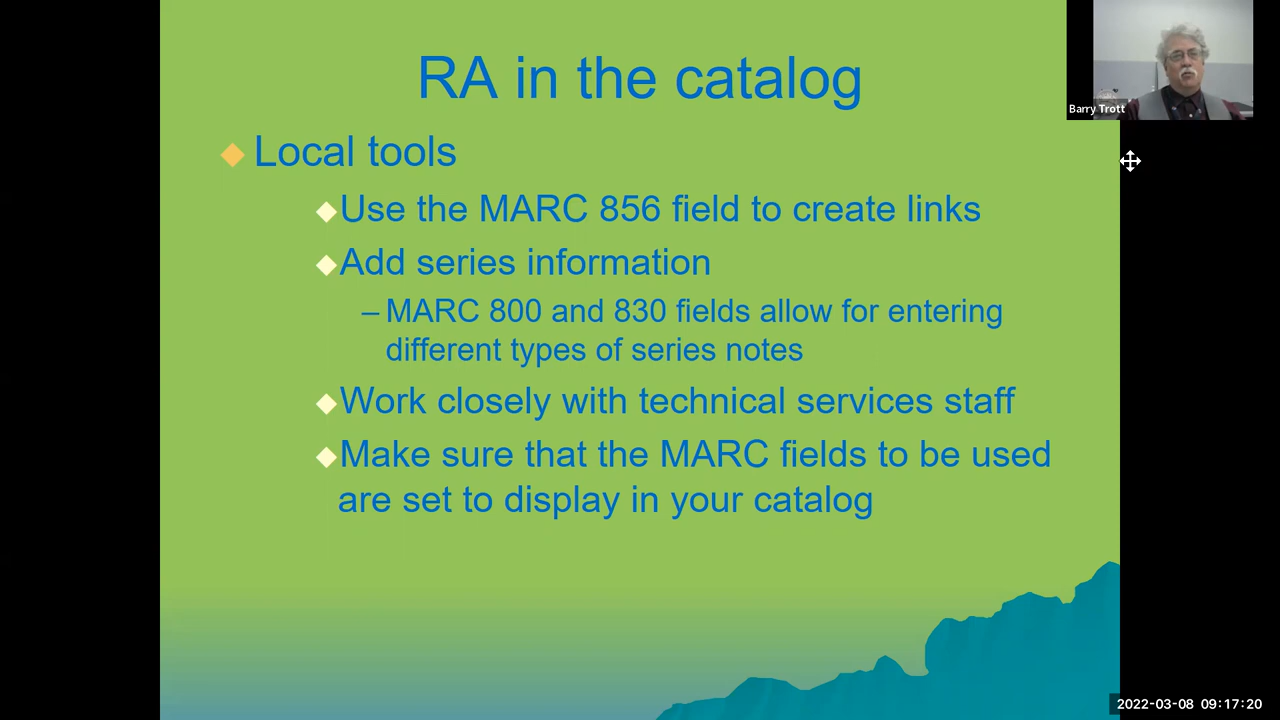 RA in the catalog
Barry Trott
Local tools
Use the MARC 856 field to create links
Add series information
– MARC 800 and 830 fields allow for entering
different types of series notes
Work closely with technical services staff
Make sure that the MARC fields to be used
are set to display in your catalog
2022-03-08 09:17:20